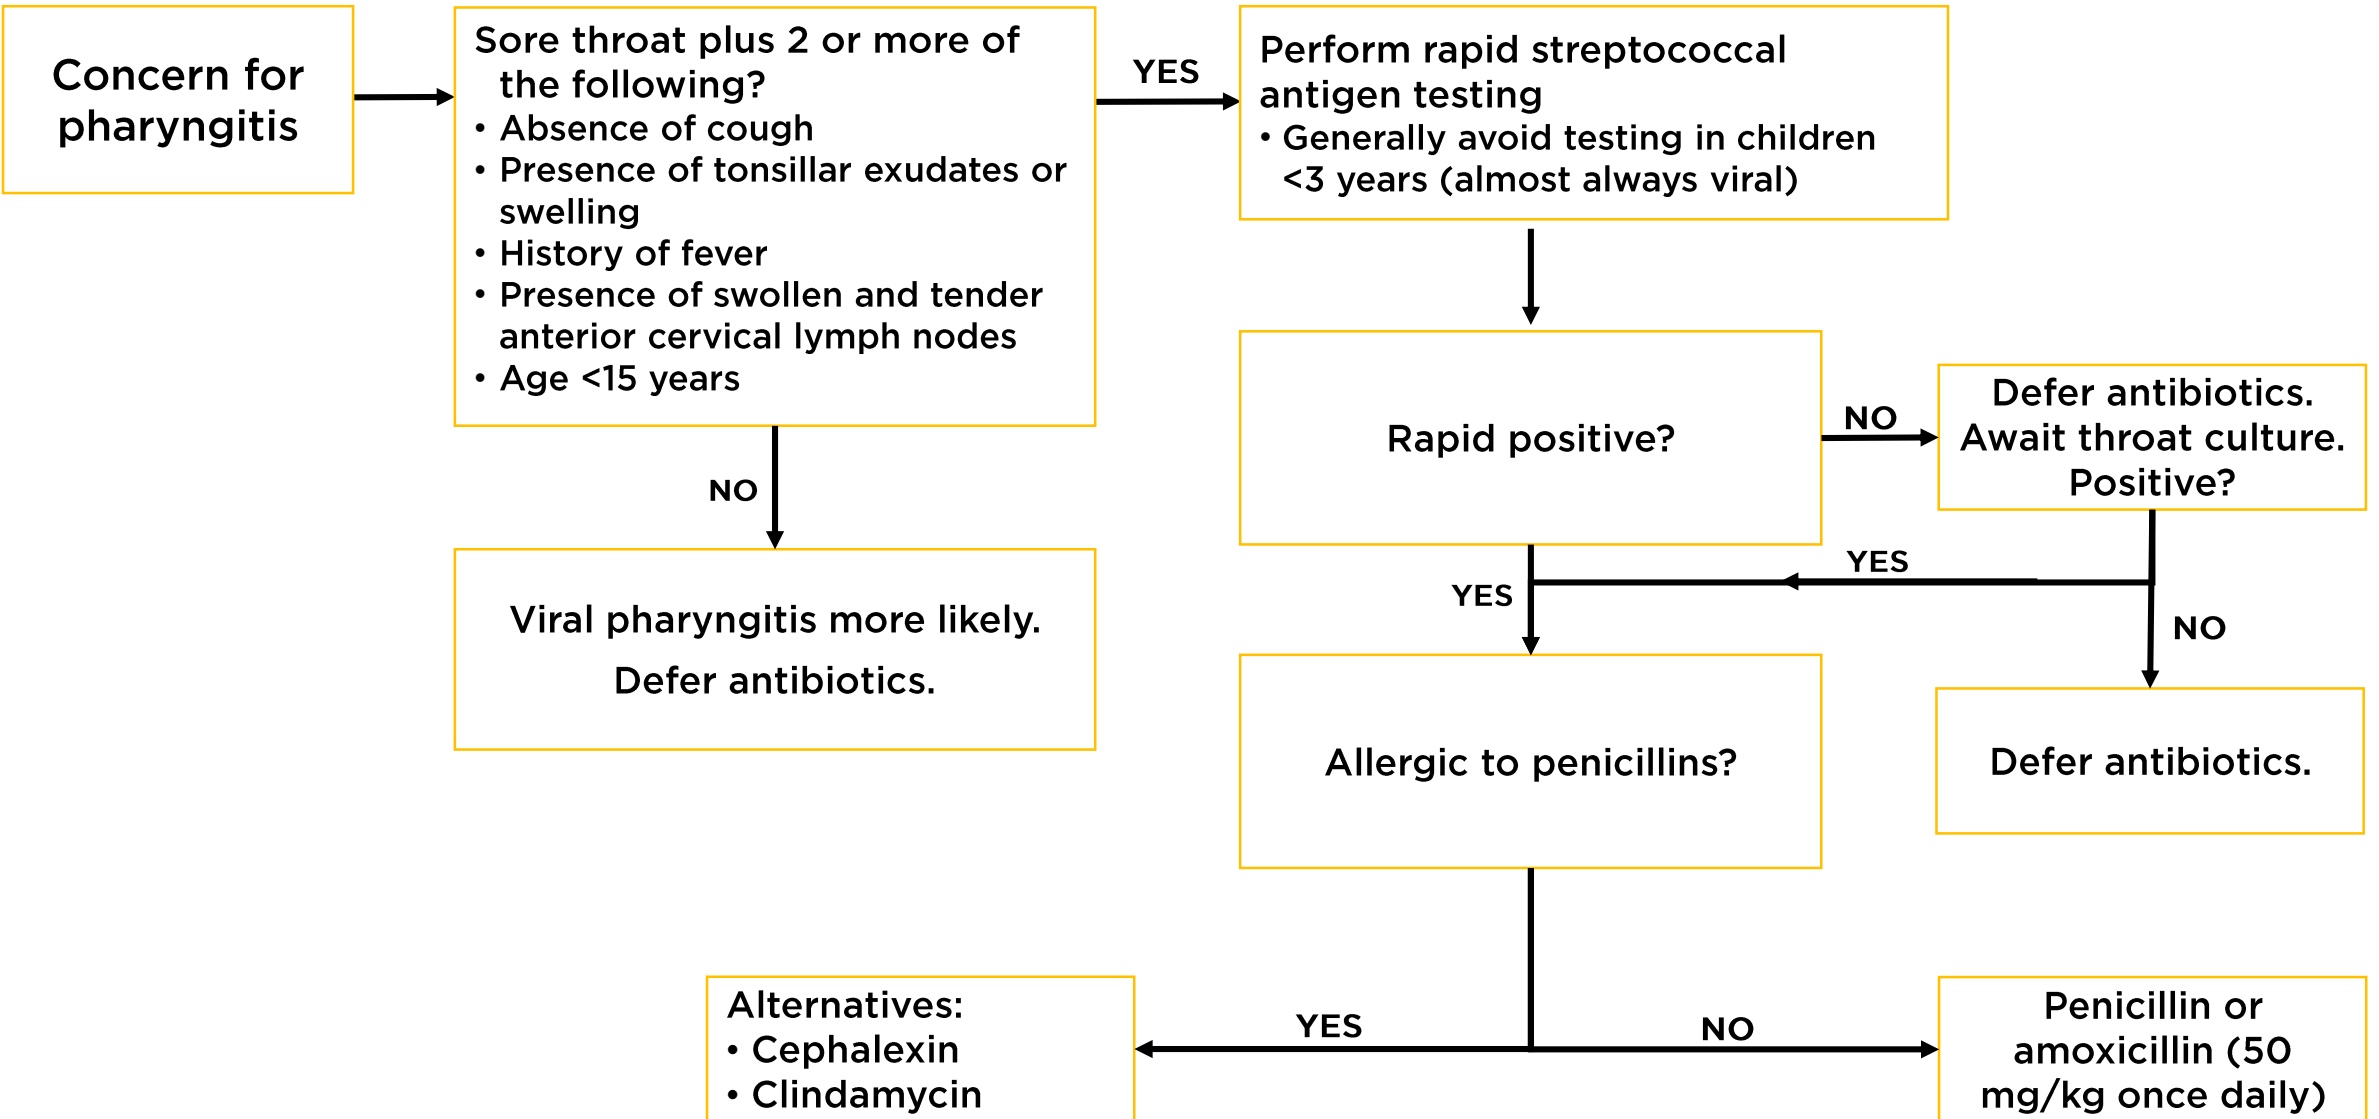 Concern for
pharyngitis
Sore throat plus 2 or more of
the following?
• Absence of cough
• Presence of tonsillar exudates or
swelling
• History of fever
• Presence of swollen and tender
anterior cervical lymph nodes
• Age <15 years
YES
Perform rapid streptococcal
antigen testing
• Generally avoid testing in children
<3 years (almost always viral)
NO
Viral pharyngitis more likely.
Defer antibiotics.
Rapid positive?
NO
Defer antibiotics.
Await throat culture.
Positive?
YES
YES
NO
Allergic to penicillins?
Defer antibiotics.
YES
NO
Alternatives:
• Cephalexin
• Clindamycin
Penicillin or
amoxicillin (50
mg/kg once daily)